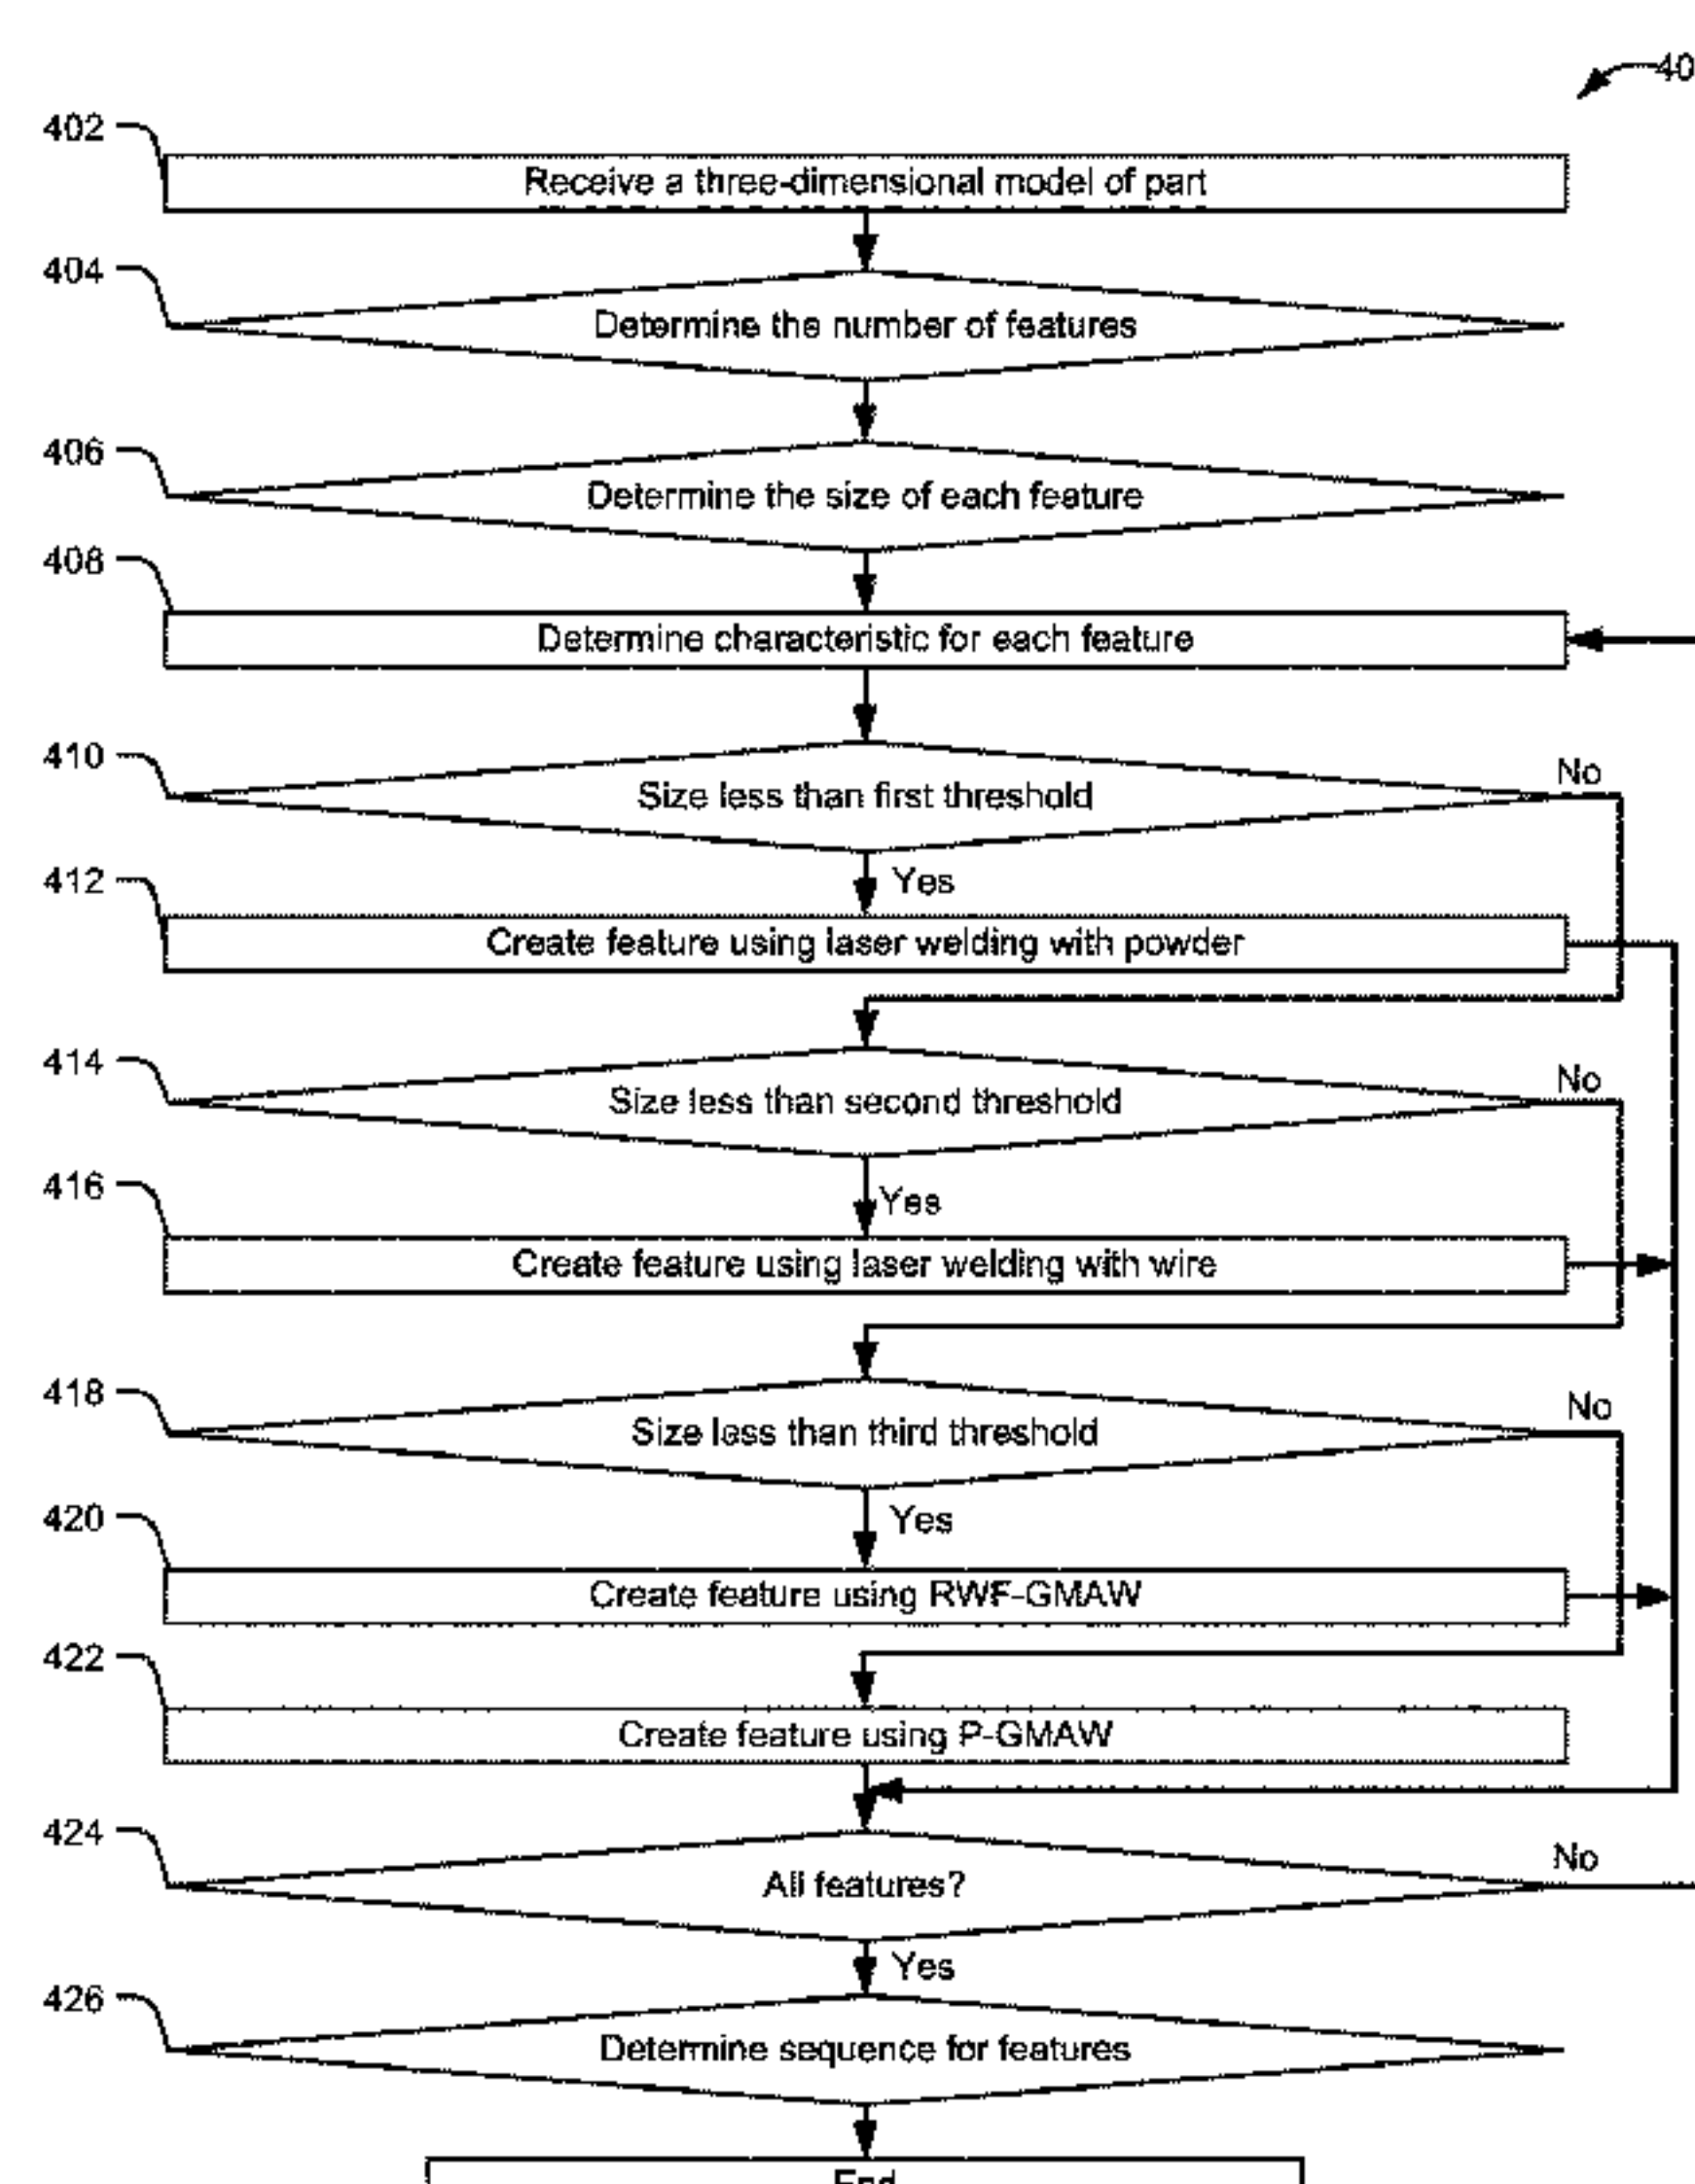 40
402
Receive a three-dimensional model of part
404
Determine the number of features
406
Determine the size of each feature
408
Determine characteristic for each feature
410
No
Size less than first threshold
412
Yes
Create feature using laser welding with powder
414
No
Size less than second threshold
416
Yes
Create feature using laser welding with wire
418
No
Size less than third threshold
420
Yes
Create feature using RWF-GMAW
422
Create feature using P-GMAW
424
No
All features?
Yes
426
Determine sequence for features
End